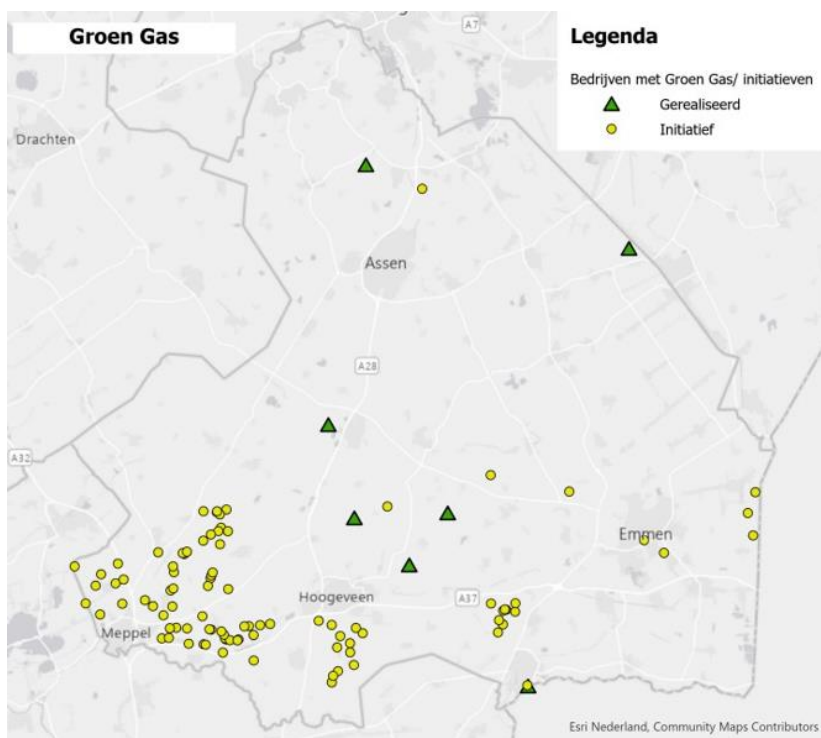 Groen Gas
Legenda
Bedrijven met Groen Gas/ initiatieven
Gerealiseerd
Initiatief
A7
Drachten
Assen
A28
A32
Emmen
Hoogeveen
A37
Meppel
Esri Nederland, Community Maps Contributors